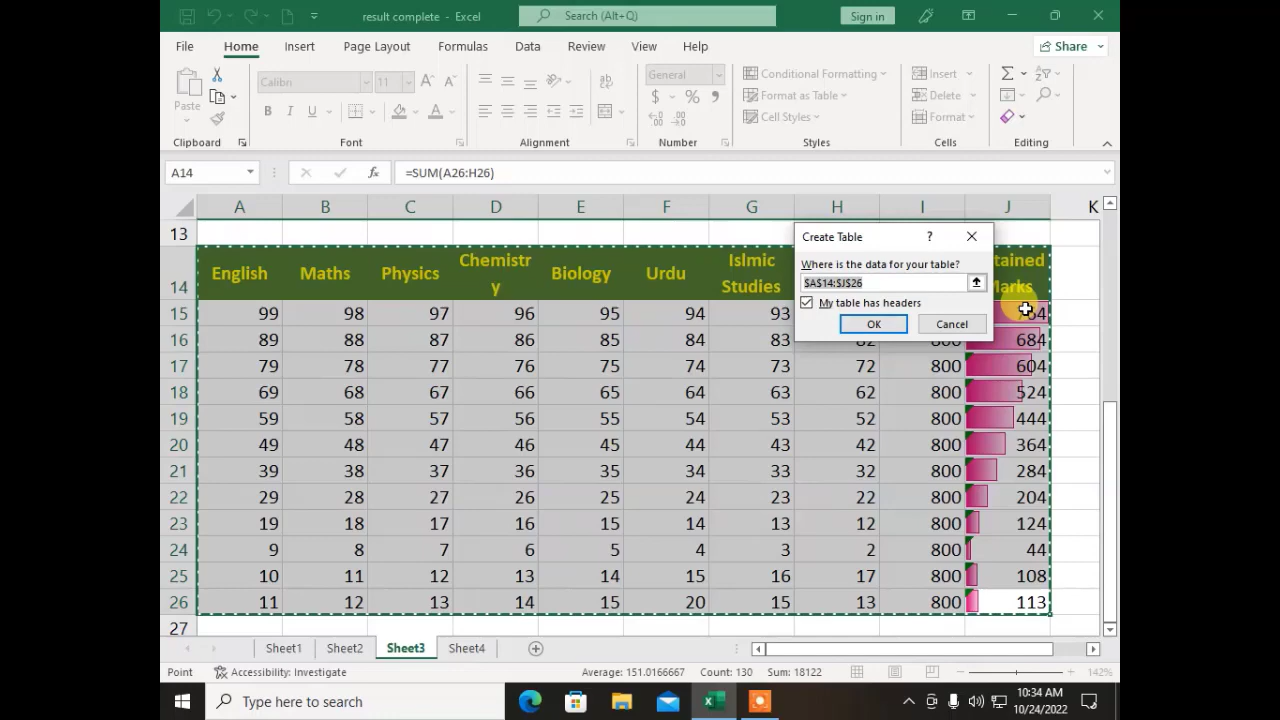 result complete - Excel
Search (Alt+Q)
Sign in
File Home Insert Page Layout Formulas Data Review View Help
Share
Paste
Calibri 11
B I U
General
$ %
Conditional Formatting
Format as Table
Cell Styles
Insert
Delete
Format
Clipboard Font Alignment Number Styles Cells Editing
A14 fx =SUM(A26:H26)
A B C D E F G H I J K
13
14 English Maths Physics Chemistr
y Biology Urdu Islmic
Studies tained
Marks
Create Table ?
Where is the data for your table?
$A$14:$J$26
My table has headers
OK Cancel
15 99 98 97 96 95 94 93 764
16 89 88 87 86 85 84 83 82 800 684
17 79 78 77 76 75 74 73 72 800 604
18 69 68 67 66 65 64 63 62 800 524
19 59 58 57 56 55 54 53 52 800 444
20 49 48 47 46 45 44 43 42 800 364
21 39 38 37 36 35 34 33 32 800 284
22 29 28 27 26 25 24 23 22 800 204
23 19 18 17 16 15 14 13 12 800 124
24 9 8 7 6 5 4 3 2 800 44
25 10 11 12 13 14 15 16 17 800 108
26 11 12 13 14 15 20 15 13 800 113
27
Sheet1 Sheet2 Sheet3 Sheet4
Point Accessibility: Investigate Average: 151.0166667 Count: 130 Sum: 18122 142%
Type here to search
10:34 AM
10/24/2022